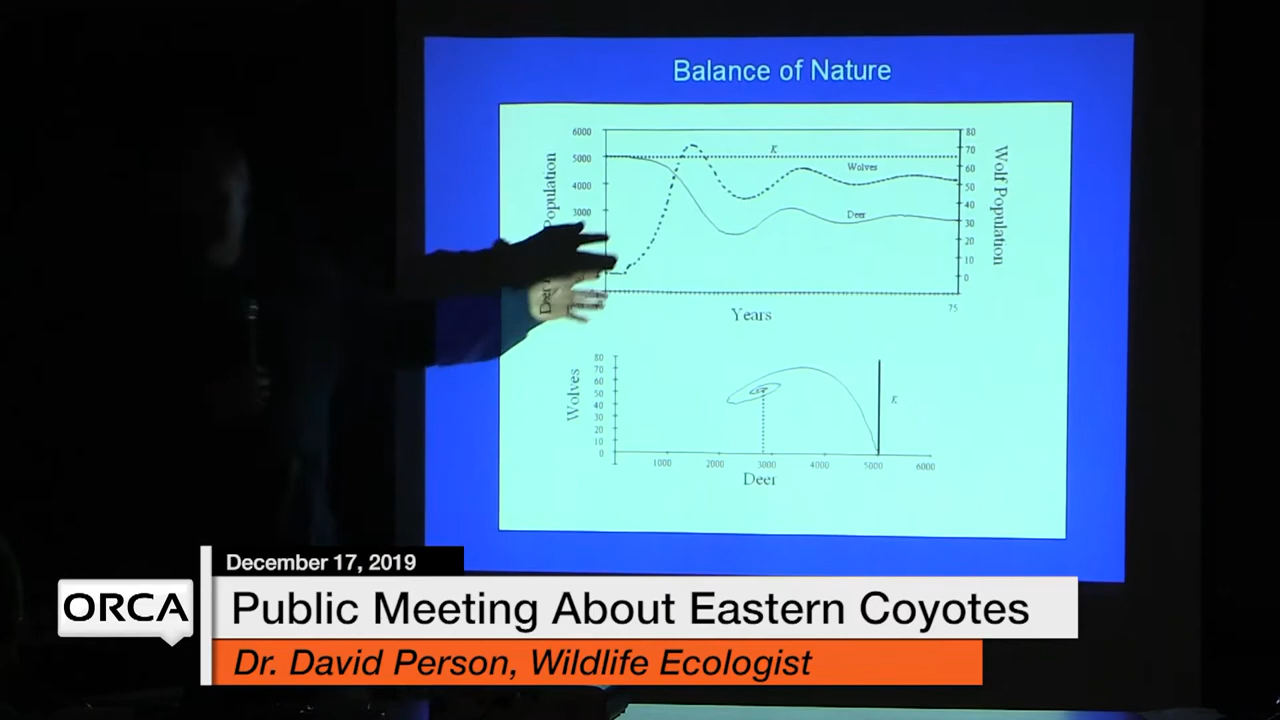 Balance of Nature
6000
5000
4000
3000
K
Wolves
Deer
80
70
60
50
40
30
20
10
0
Population
Deer
Wolf Population
Years
75
80
70
60
50
40
30
20
10
0
Wolves
K
1000
2000
3000
4000
5000
6000
Deer
December 17, 2019
ORCA
Public Meeting About Eastern Coyotes
Dr. David Person, Wildlife Ecologist